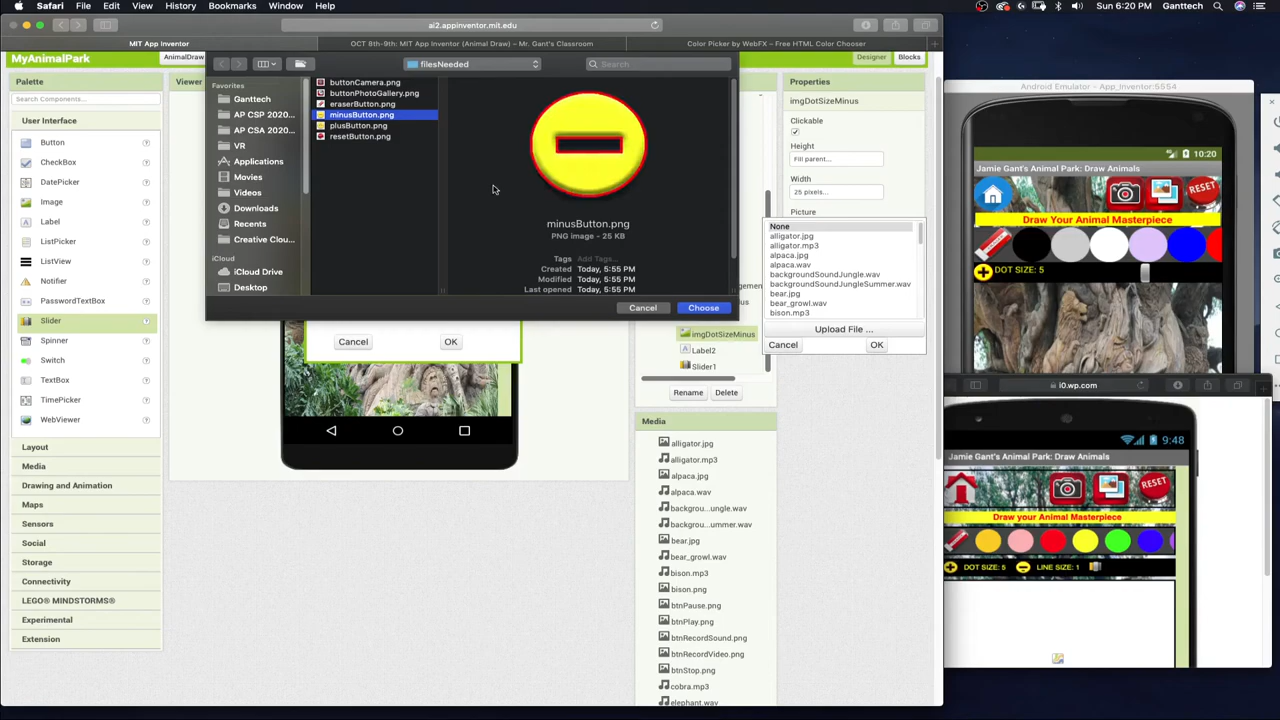 Safari File Edit View History Bookmarks Window Help
Sun 6:20 PM Ganttech
ai2.appinventor.mit.edu
MIT App Inventor
OCT 8th-9th: MIT App Inventor (Animal Draw) – Mr. Gant's Classroom
Color Picker by WebFX – Free HTML Color Chooser
MyAnimalPark
AnimalDraw
Designer Blocks
Palette
Search Components...
User Interface
Button
CheckBox
DatePicker
Image
Label
ListPicker
ListView
Notifier
PasswordTextBox
Slider
Spinner
Switch
TextBox
TimePicker
WebViewer
Layout
Media
Drawing and Animation
Maps
Sensors
Social
Storage
Connectivity
LEGO® MINDSTORMS®
Experimental
Extension
Viewer
filesNeeded
Search
Favorites
Ganttech
AP CSP 2020...
AP CSA 2020...
VR
Applications
Movies
Videos
Downloads
Recents
Creative Clou...
iCloud
iCloud Drive
Desktop
buttonCamera.png
buttonPhotoGallery.png
eraserButton.png
minusButton.png
plusButton.png
resetButton.png
minusButton.png
PNG image - 25 KB
Tags Add Tags...
Created Today, 5:55 PM
Modified Today, 5:55 PM
Last opened Today, 5:55 PM
Cancel Choose
Cancel OK
imgDotSizeMinus
Label2
Slider1
Rename Delete
Media
alligator.jpg
alligator.mp3
alpaca.jpg
alpaca.wav
backgrou...ungle.wav
backgrou...ummer.wav
bear.jpg
bear_growl.wav
bison.mp3
bison.png
btnPause.png
btnPlay.png
btnRecordSound.png
btnRecordVideo.png
btnStop.png
cobra.mp3
elephant.wav
Properties
imgDotSizeMinus
Clickable
Height
Fill parent...
Width
25 pixels...
Picture
None
alligator.jpg
alligator.mp3
alpaca.jpg
alpaca.wav
backgroundSoundJungle.wav
backgroundSoundJungleSummer.wav
bear.jpg
bear_growl.wav
bison.mp3
Upload File ...
Cancel OK
Android Emulator - App_Inventor:5554
10:20
Jamie Gant's Animal Park: Draw Animals
RESET
Draw Your Animal Masterpiece
DOT SIZE: 5
i0.wp.com
9:48
Jamie Gant's Animal Park: Draw Animals
RESET
Draw your Animal Masterpiece
DOT SIZE: 5 LINE SIZE: 1